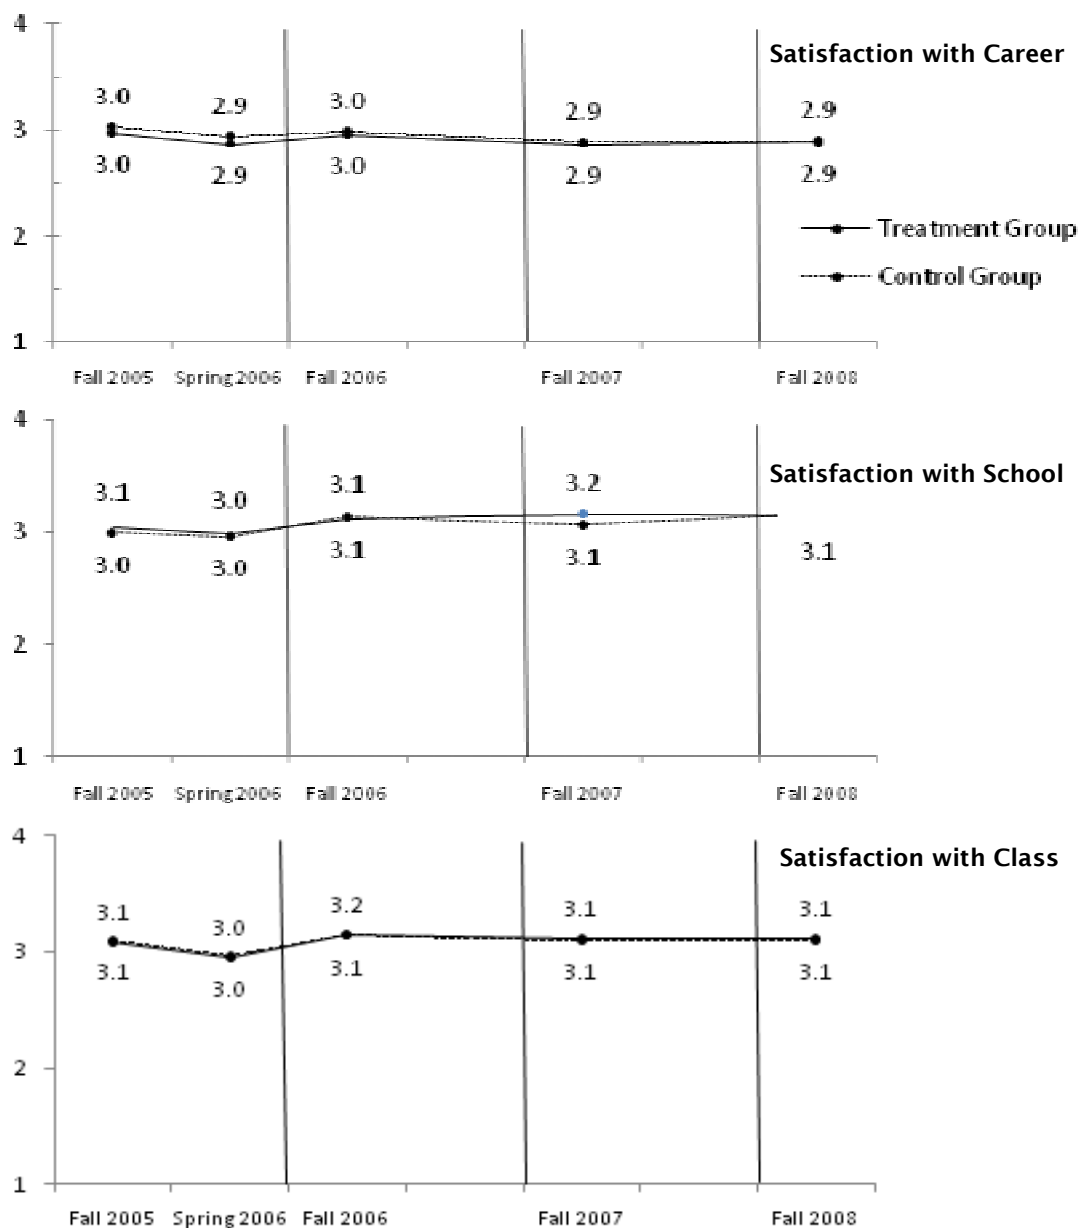 4
Satisfaction with Career
3.0 2.9 3.0 2.9 2.9
3
3.0 2.9 3.0 2.9 2.9
Treatment Group
2
Control Group
1
Fall 2005 Spring 2006 Fall 2006 Fall 2007 Fall 2008
4
Satisfaction with School
3.1 3.0 3.1 3.2
3
3.0 3.0 3.1 3.1 3.1
2
1
Fall 2005 Spring 2006 Fall 2006 Fall 2007 Fall 2008
4
Satisfaction with Class
3.1 3.0 3.2 3.1 3.1
3
3.1 3.0 3.1 3.1 3.1
2
1
Fall 2005 Spring 2006 Fall 2006 Fall 2007 Fall 2008